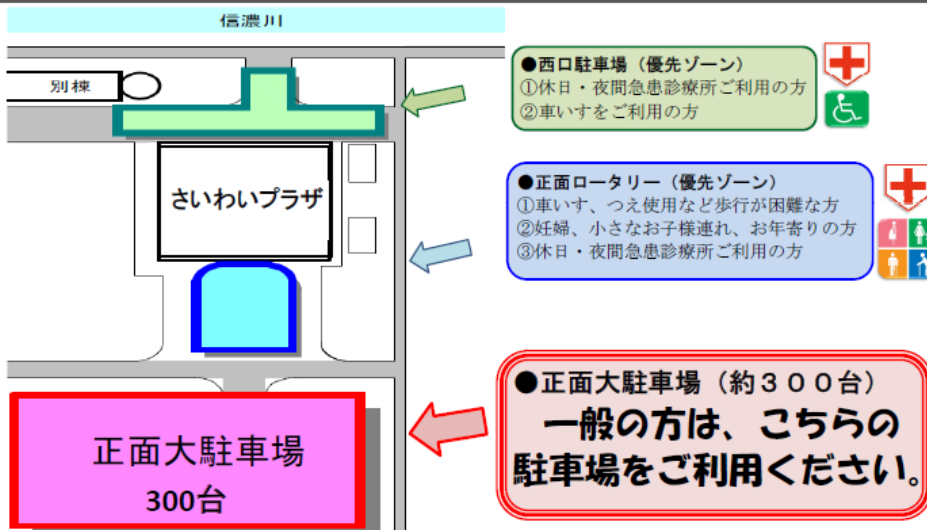 信濃川
別棟
さいわいプラザ
正面大駐車場
300台
●西口駐車場（優先ゾーン）
①休日・夜間急患診療所ご利用の方
②車いすをご利用の方
●正面ロータリー（優先ゾーン）
①車いす、つえ使用など歩行が困難な方
②妊婦、小さなお子様連れ、お年寄りの方
③休日・夜間急患診療所ご利用の方
●正面大駐車場（約３００台）
一般の方は、こちらの
駐車場をご利用ください。